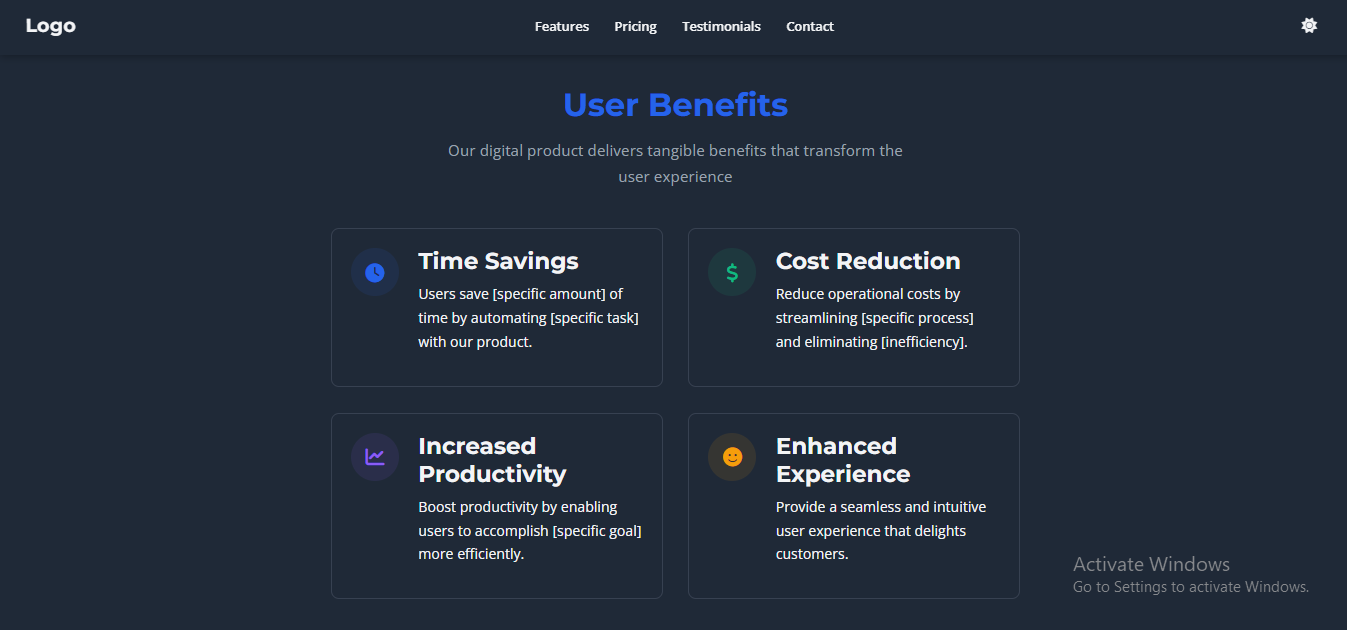 Logo
Features Pricing Testimonials Contact
User Benefits
Our digital product delivers tangible benefits that transform the
user experience
Time Savings
Users save [specific amount] of
time by automating [specific task]
with our product.
Cost Reduction
Reduce operational costs by
streamlining [specific process]
and eliminating [inefficiency].
Increased
Productivity
Boost productivity by enabling
users to accomplish [specific goal]
more efficiently.
Enhanced
Experience
Provide a seamless and intuitive
user experience that delights
customers.
Activate Windows
Go to Settings to activate Windows.